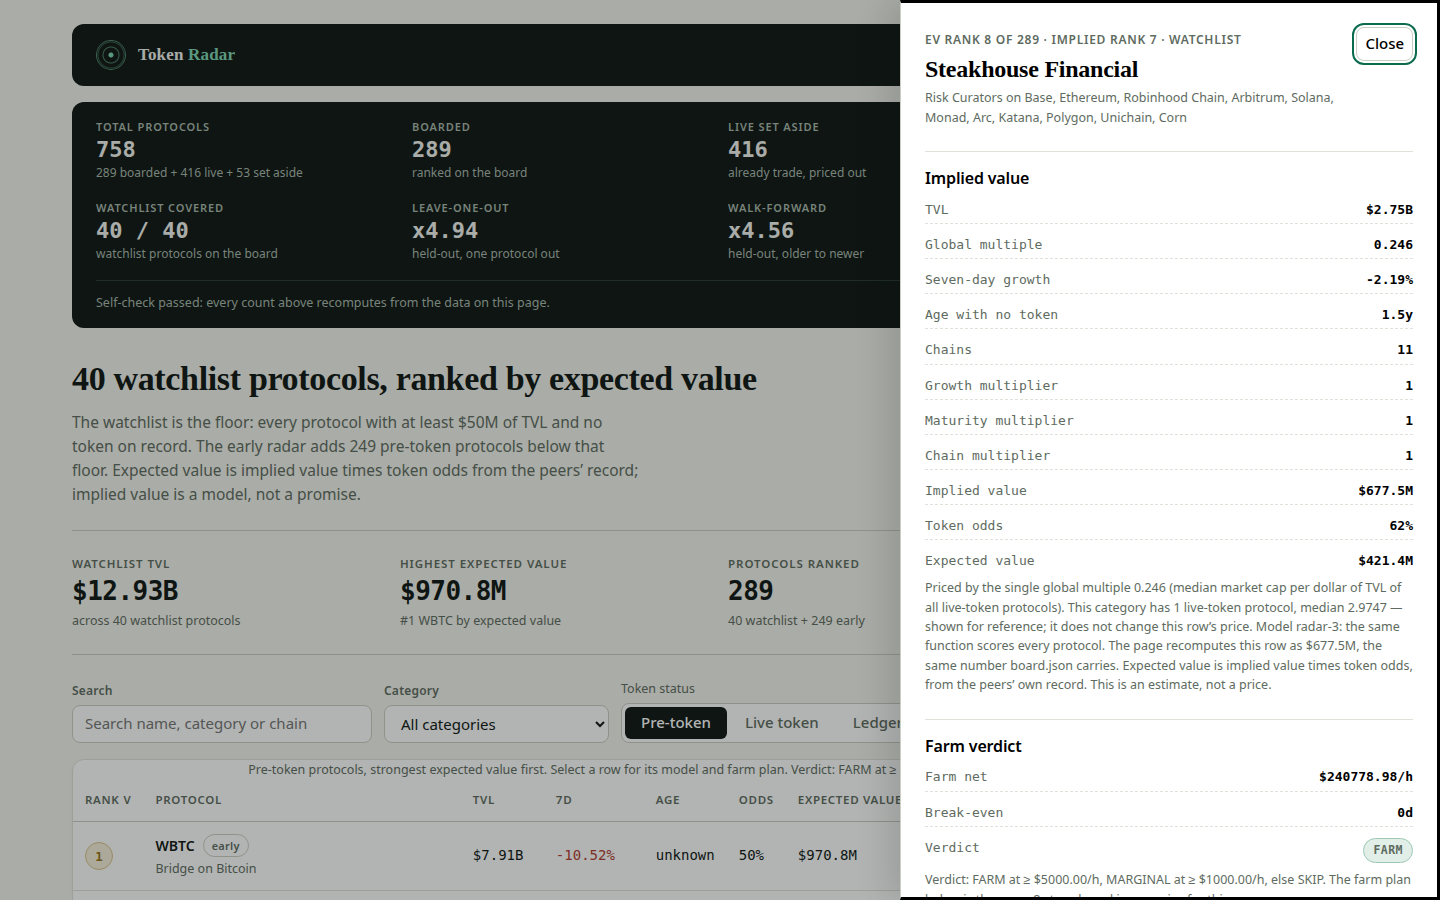 Token Radar
TOTAL PROTOCOLS
758
289 boarded + 416 live + 53 set aside
BOARDED
289
ranked on the board
LIVE SET ASIDE
416
already trade, priced out
WATCHLIST COVERED
40 / 40
watchlist protocols on the board
LEAVE-ONE-OUT
x4.94
held-out, one protocol out
WALK-FORWARD
x4.56
held-out, older to newer
Self-check passed: every count above recomputes from the data on this page.
40 watchlist protocols, ranked by expected value
The watchlist is the floor: every protocol with at least $50M of TVL and no
token on record. The early radar adds 249 pre-token protocols below that
floor. Expected value is implied value times token odds from the peers’ record;
implied value is a model, not a promise.
WATCHLIST TVL
$12.93B
across 40 watchlist protocols
HIGHEST EXPECTED VALUE
$970.8M
#1 WBTC by expected value
PROTOCOLS RANKED
289
40 watchlist + 249 early
Search
Search name, category or chain
Category
All categories
Token status
Pre-token Live token Ledger
Pre-token protocols, strongest expected value first. Select a row for its model and farm plan. Verdict: FARM at ≥
RANK V PROTOCOL TVL 7D AGE ODDS EXPECTED VALUE
1 WBTC early $7.91B -10.52% unknown 50% $970.8M
Bridge on Bitcoin
EV RANK 8 OF 289 · IMPLIED RANK 7 · WATCHLIST
Close
Steakhouse Financial
Risk Curators on Base, Ethereum, Robinhood Chain, Arbitrum, Solana,
Monad, Arc, Katana, Polygon, Unichain, Corn
Implied value
TVL $2.75B
Global multiple 0.246
Seven-day growth -2.19%
Age with no token 1.5y
Chains 11
Growth multiplier 1
Maturity multiplier 1
Chain multiplier 1
Implied value $677.5M
Token odds 62%
Expected value $421.4M
Priced by the single global multiple 0.246 (median market cap per dollar of TVL of
all live-token protocols). This category has 1 live-token protocol, median 2.9747 —
shown for reference; it does not change this row’s price. Model radar-3: the same
function scores every protocol. The page recomputes this row as $677.5M, the
same number board.json carries. Expected value is implied value times token odds,
from the peers’ own record. This is an estimate, not a price.
Farm verdict
Farm net $240778.98/h
Break-even 0d
Verdict FARM
Verdict: FARM at ≥ $5000.00/h, MARGINAL at ≥ $1000.00/h, else SKIP. The farm plan